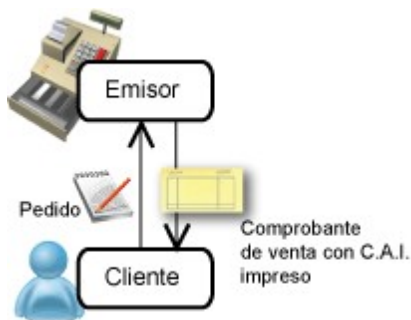 Emisor
Pedido
Comprobante
de venta con C.A.I.
impreso
Cliente